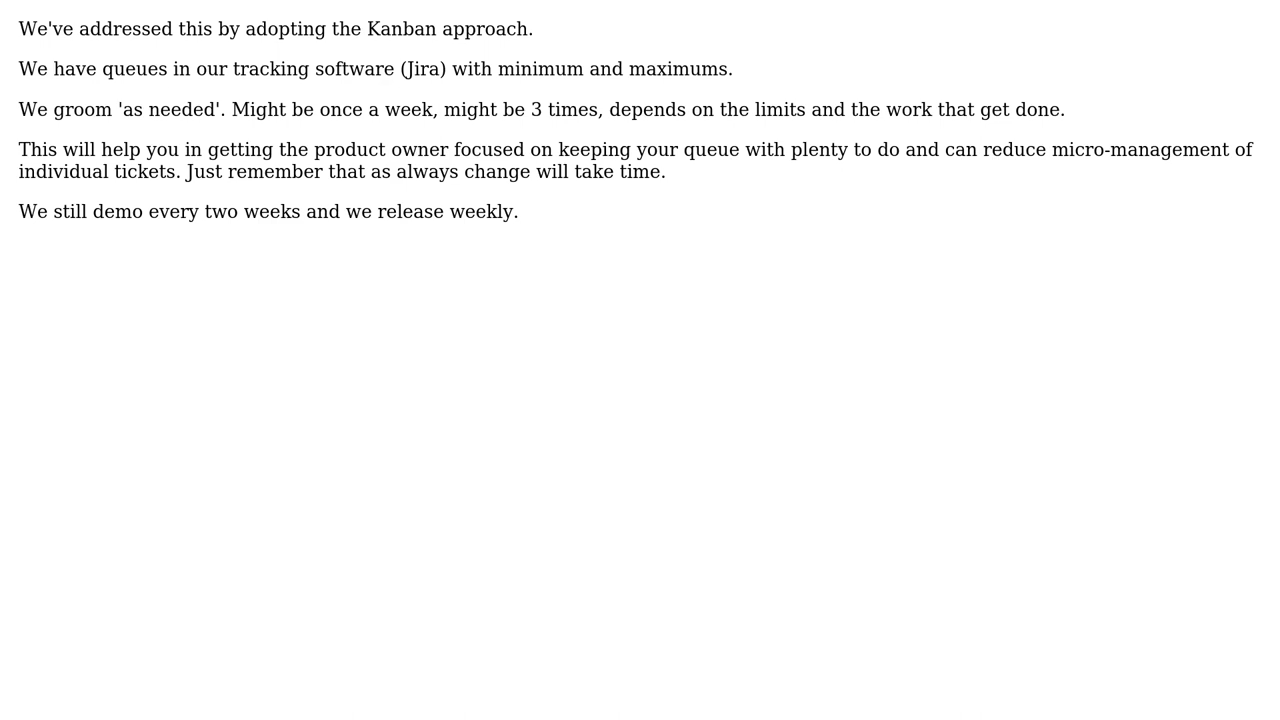 We've addressed this by adopting the Kanban approach.
We have queues in our tracking software (Jira) with minimum and maximums.
We groom 'as needed'. Might be once a week, might be 3 times, depends on the limits and the work that get done.
This will help you in getting the product owner focused on keeping your queue with plenty to do and can reduce micro-management of
individual tickets. Just remember that as always change will take time.
We still demo every two weeks and we release weekly.